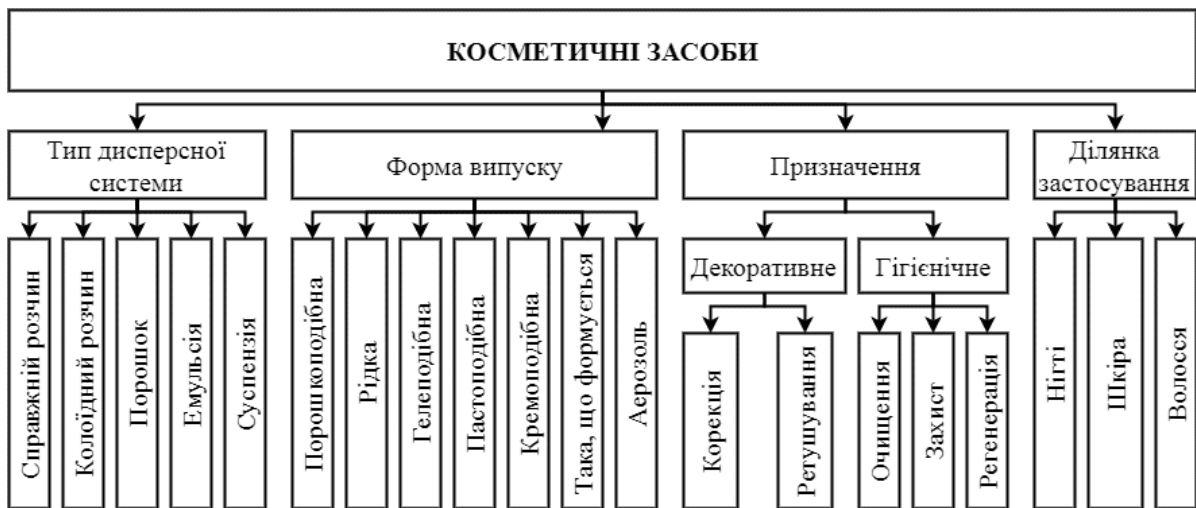 КОСМЕТИЧНІ ЗАСОБИ
Тип дисперсної
системи
Форма випуску
Призначення
Ділянка
застосування
Справжній розчин
Колоїдний розчин
Порошок
Емульсія
Суспензія
Порошкоподібна
Рідка
Гелеподібна
Пастоподібна
Кремоподібна
Така, що формується
Аерозоль
Декоративне
Гігієнічне
Корекція
Ретушування
Очищення
Захист
Регенерація
Нігті
Шкіра
Волосся